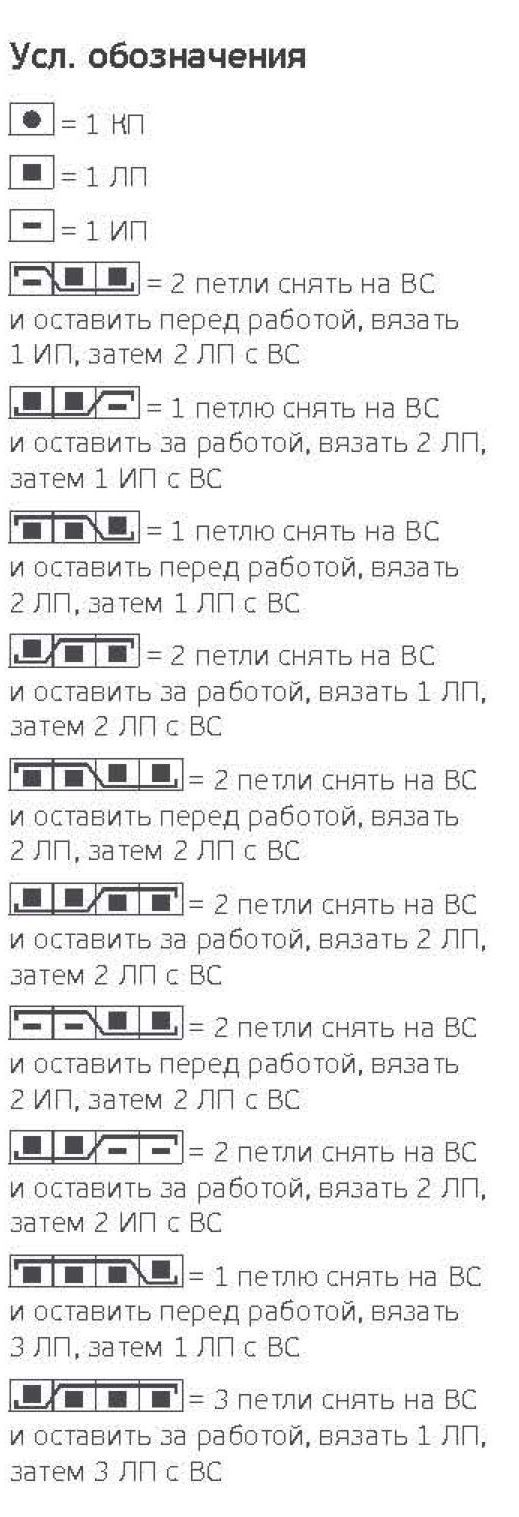 Усл. обозначения
= 1 КП
= 1 ЛП
= 1 ИП
= 2 петли снять на ВС
и оставить перед работой, вязать
1 ИП, затем 2 ЛП с ВС
= 1 петлю снять на ВС
и оставить за работой, вязать 2 ЛП,
затем 1 ИП с ВС
= 1 петлю снять на ВС
и оставить перед работой, вязать
2 ЛП, затем 1 ЛП с ВС
= 2 петли снять на ВС
и оставить за работой, вязать 1 ЛП,
затем 2 ЛП с ВС
= 2 петли снять на ВС
и оставить перед работой, вязать
2 ЛП, затем 2 ЛП с ВС
= 2 петли снять на ВС
и оставить за работой, вязать 2 ЛП,
затем 2 ЛП с ВС
= 2 петли снять на ВС
и оставить перед работой, вязать
2 ИП, затем 2 ЛП с ВС
= 2 петли снять на ВС
и оставить за работой, вязать 2 ЛП,
затем 2 ИП с ВС
= 1 петлю снять на ВС
и оставить перед работой, вязать
3 ЛП, затем 1 ЛП с ВС
= 3 петли снять на ВС
и оставить за работой, вязать 1 ЛП,
затем 3 ЛП с ВС